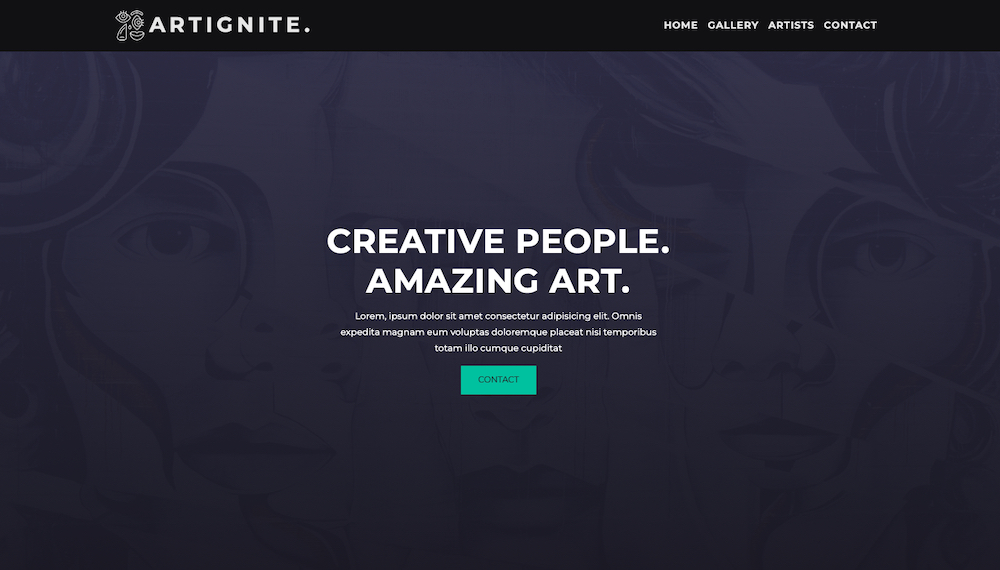 ARTIGNITE.
HOME GALLERY ARTISTS CONTACT
CREATIVE PEOPLE.
AMAZING ART.
Lorem, ipsum dolor sit amet consectetur adipisicing elit. Omnis
expedita magnam eum voluptas doloremque placeat nisi temporibus
totam illo cumque cupiditat
CONTACT